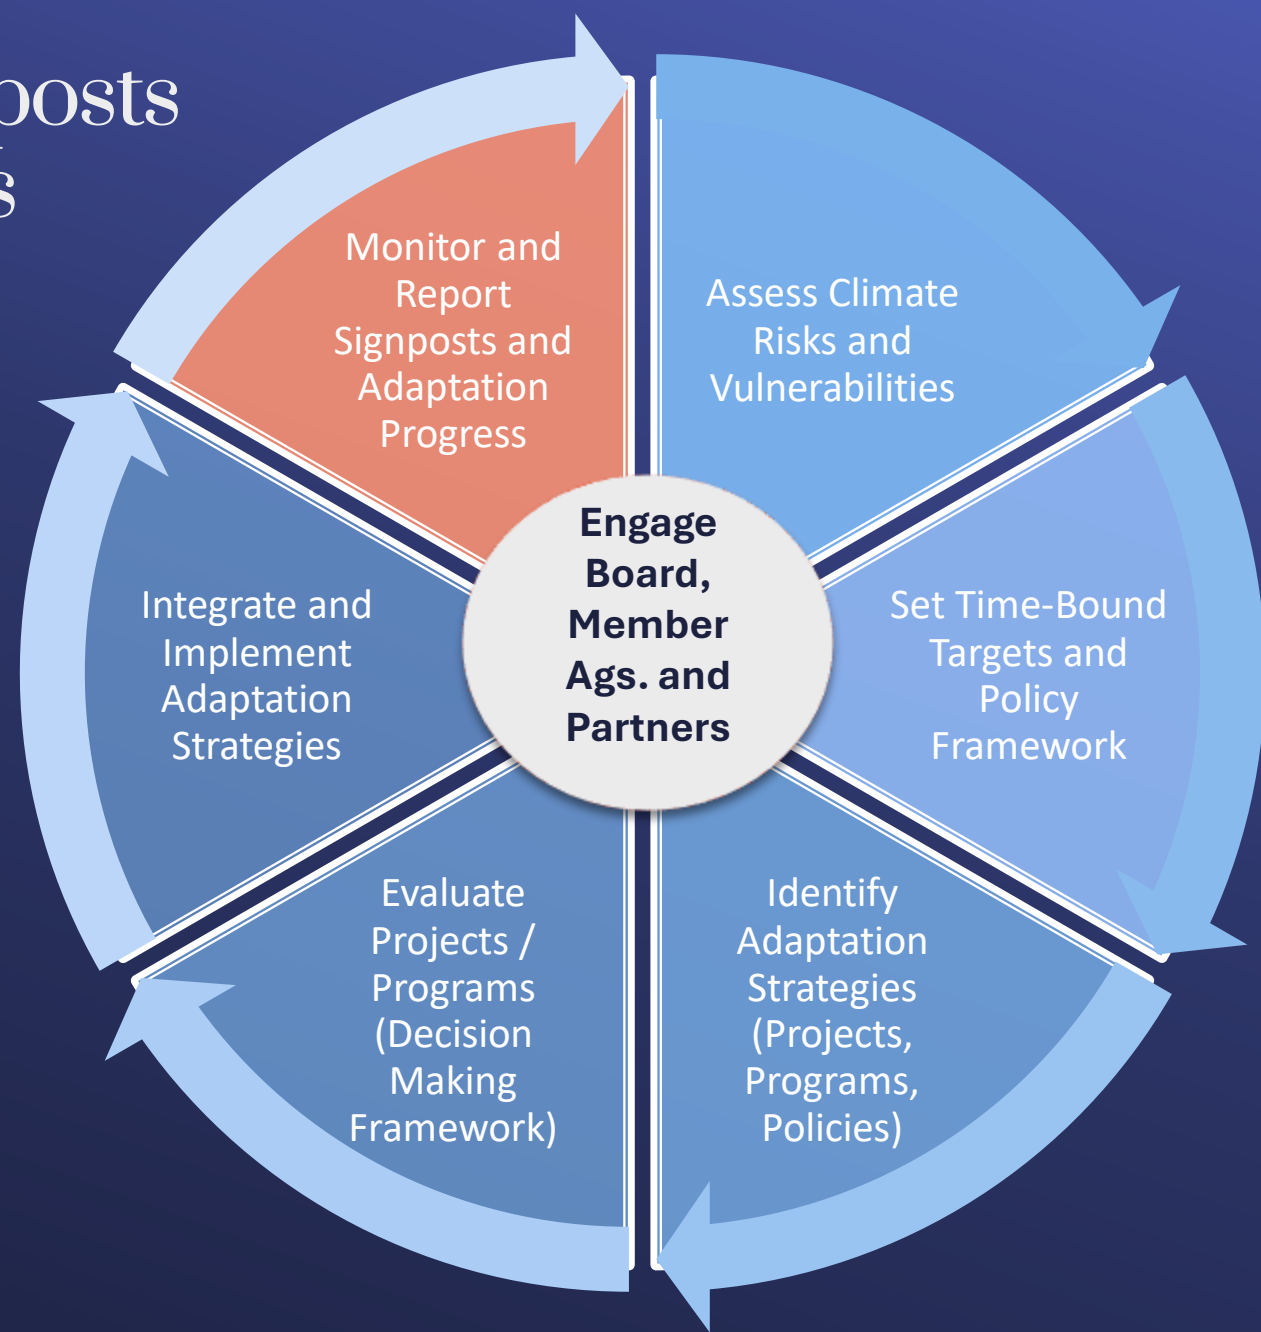 posts
s
Monitor and
Report
Signposts and
Adaptation
Progress
Assess Climate
Risks and
Vulnerabilities
Engage
Board,
Member
Ags. and
Partners
Integrate and
Implement
Adaptation
Strategies
Set Time-Bound
Targets and
Policy
Framework
Evaluate
Projects /
Programs
(Decision
Making
Framework)
Identify
Adaptation
Strategies
(Projects,
Programs,
Policies)